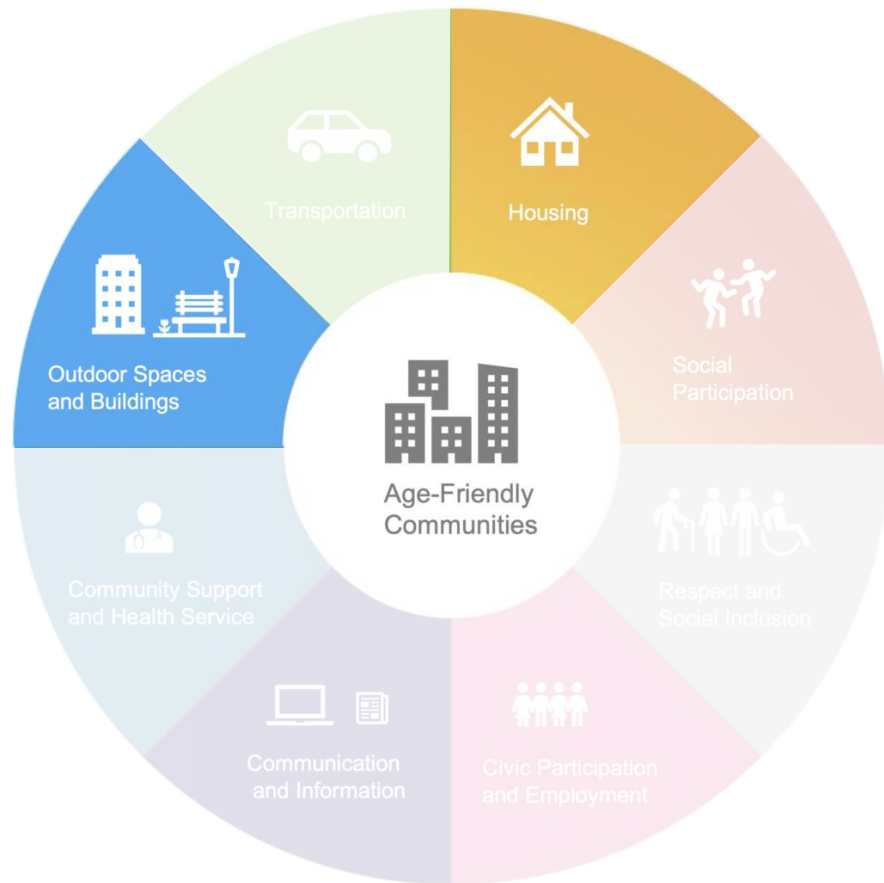 Transportation
Housing
Outdoor Spaces
and Buildings
Social
Participation
Age-Friendly
Communities
Community Support
and Health Service
Respect and
Social Inclusion
Communication
and Information
Civic Participation
and Employment